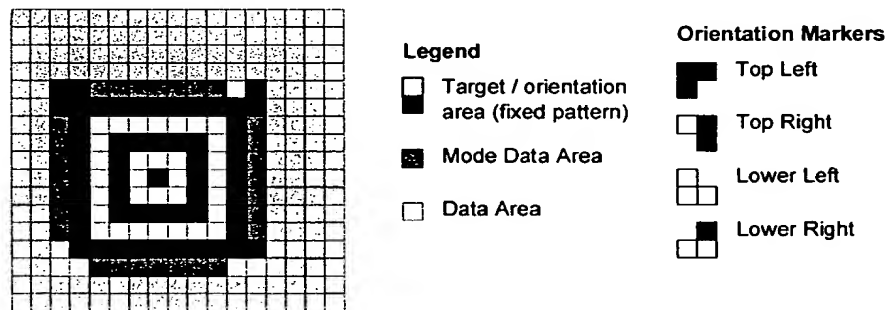 Legend
Target / orientation
area (fixed pattern)
Mode Data Area
Data Area
Orientation Markers
Top Left
Top Right
Lower Left
Lower Right